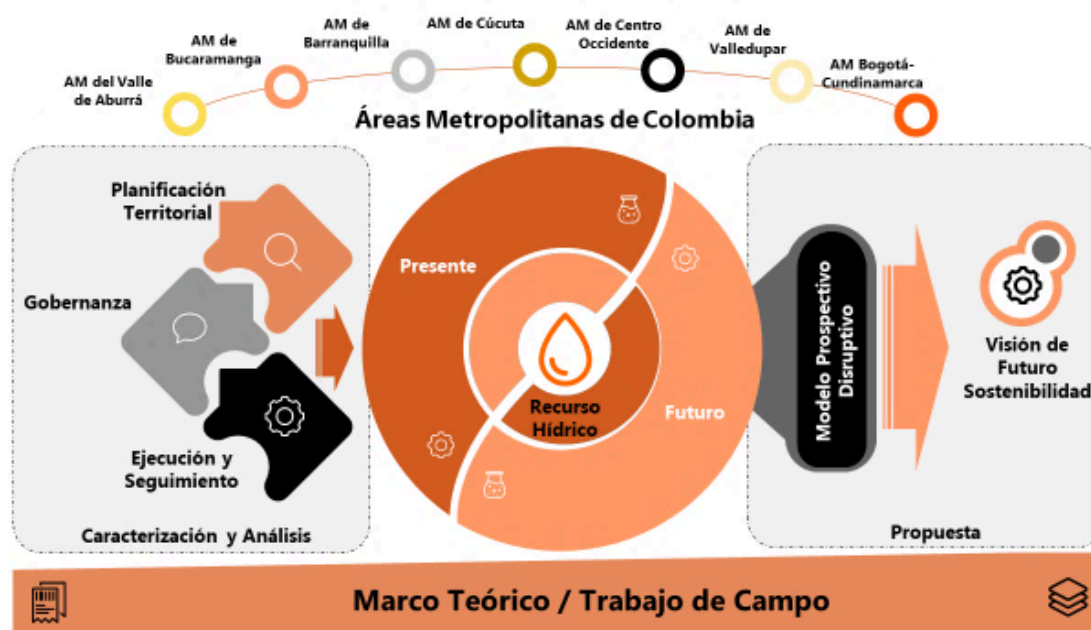 AM del Valle
de Aburrá
AM de
Bucaramanga
AM de
Barranquilla
AM de Cúcuta
AM de Centro
Occidente
AM de
Valledupar
AM Bogotá-
Cundinamarca
Áreas Metropolitanas de Colombia
Planificación
Territorial
Gobernanza
Ejecución y
Seguimiento
Caracterización y Análisis
Presente
Recurso
Hídrico
Futuro
Modelo Prospectivo
Disruptivo
Visión de
Futuro
Sostenibilidad
Propuesta
Marco Teórico / Trabajo de Campo